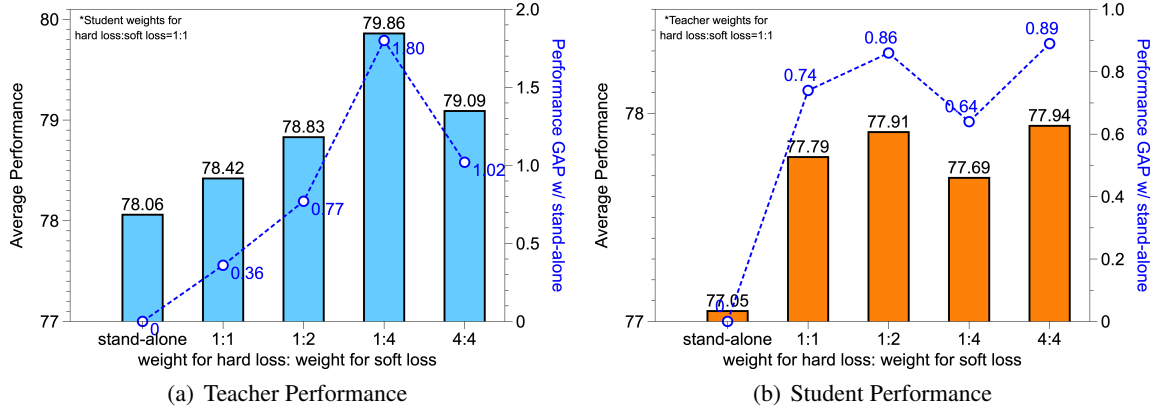 *Student weights for
hard loss:soft loss=1:1
80
79
78
77
Average Performance
2.0
1.5
1.0
0.5
0
Performance GAP w/ stand-alone
78.06
78.42
78.83
79.86
79.09
0
0.36
0.77
1.80
1.02
stand-alone 1:1 1:2 1:4 4:4
weight for hard loss: weight for soft loss
(a) Teacher Performance
*Teacher weights for
hard loss:soft loss=1:1
78
77
Average Performance
1.0
0.8
0.6
0.4
0.2
0
Performance GAP w/ stand-alone
77.05
77.79
77.91
77.69
77.94
0
0.74
0.86
0.64
0.89
stand-alone 1:1 1:2 1:4 4:4
weight for hard loss: weight for soft loss
(b) Student Performance